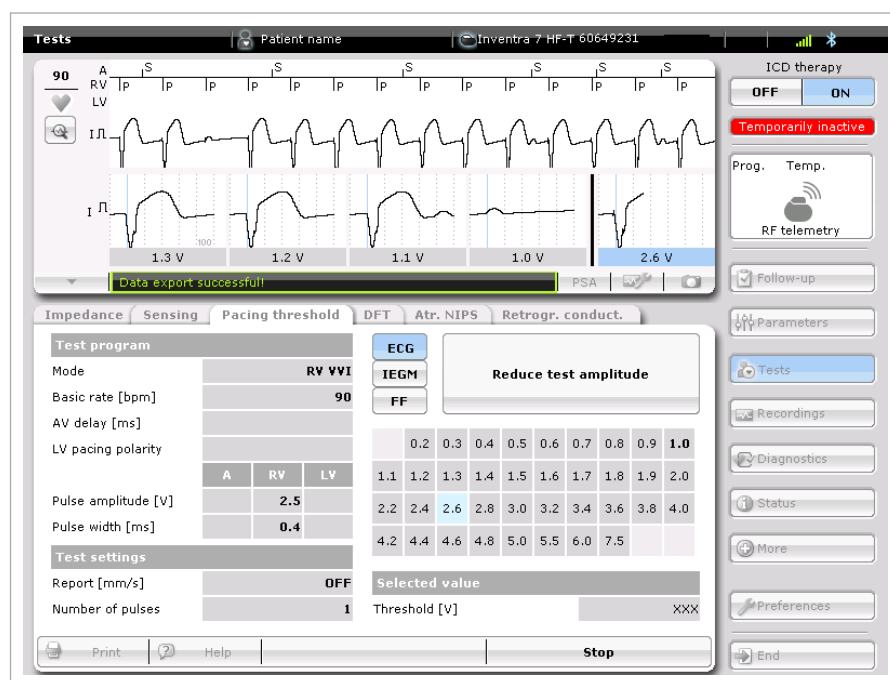 Tests Patient name Inventra 7 HF-T 60649231
90 A S S S S S S
RV P P P P P P P P P P P P P P
LV
I
I
100
1.3 V 1.2 V 1.1 V 1.0 V 2.6 V
Data export successful! PSA
ICD therapy
OFF ON
Temporarily inactive
Prog. Temp.
RF telemetry
Impedance Sensing Pacing threshold DFT Atr. NIPS Retrogr. conduct.
Test program
Mode RV VVI
Basic rate [bpm] 90
AV delay [ms]
LV pacing polarity
A RV LV
Pulse amplitude [V] 2.5
Pulse width [ms] 0.4
Test settings
Report [mm/s] OFF
Number of pulses 1
ECG
IEGM
FF
Reduce test amplitude
0.2 0.3 0.4 0.5 0.6 0.7 0.8 0.9 1.0
1.1 1.2 1.3 1.4 1.5 1.6 1.7 1.8 1.9 2.0
2.2 2.4 2.6 2.8 3.0 3.2 3.4 3.6 3.8 4.0
4.2 4.4 4.6 4.8 5.0 5.5 6.0 7.5
Selected value
Threshold [V] XXX
Print Help Stop
Follow-up
Parameters
Tests
Recordings
Diagnostics
Status
More
Preferences
End